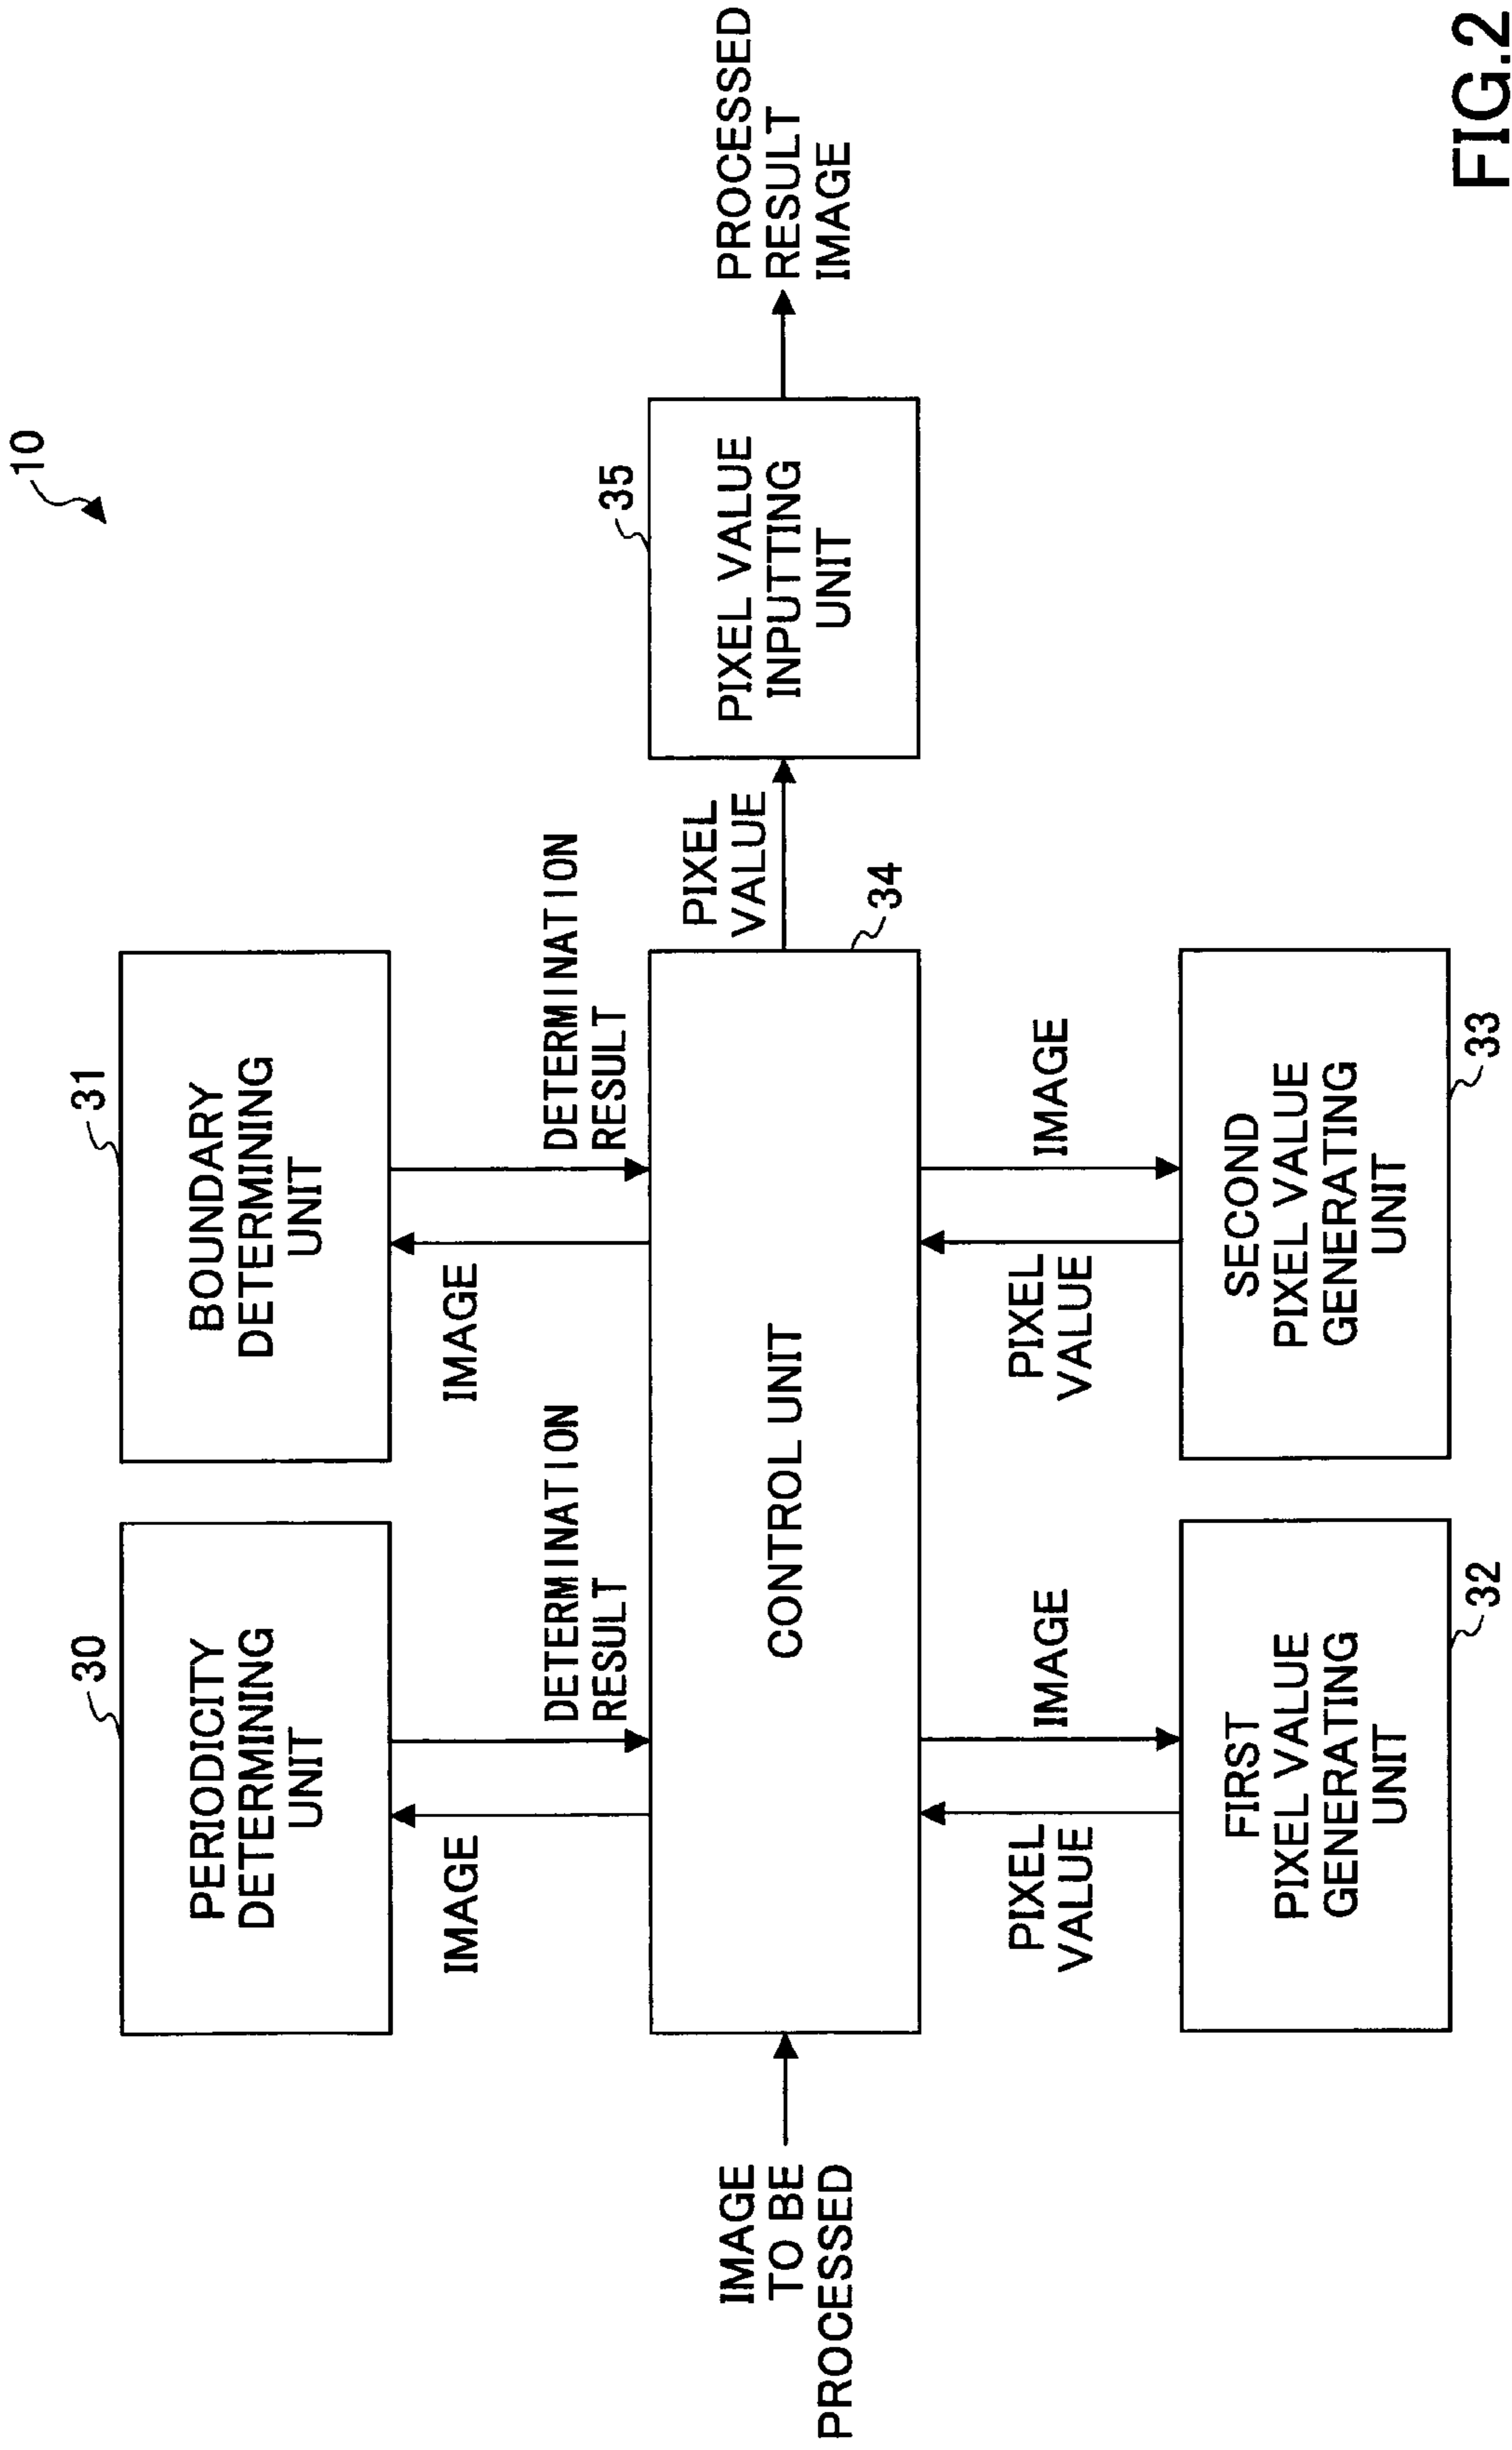 10
30
PERIODICITY
DETERMINING
UNIT
31
BOUNDARY
DETERMINING
UNIT
IMAGE
DETERMINATION
RESULT
IMAGE
DETERMINATION
RESULT
IMAGE
TO BE
PROCESSED
CONTROL UNIT
34
PIXEL
VALUE
35
PIXEL VALUE
INPUTTING
UNIT
PROCESSED
RESULT
IMAGE
PIXEL
VALUE
IMAGE
PIXEL
VALUE
IMAGE
FIRST
PIXEL VALUE
GENERATING
UNIT
32
SECOND
PIXEL VALUE
GENERATING
UNIT
33
FIG.2